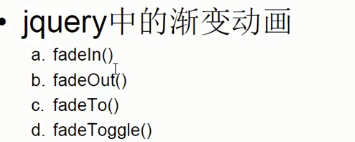 • jquery中的渐变动画
a. fadeIn()
b. fadeOut()
c. fadeTo()
d. fadeToggle()